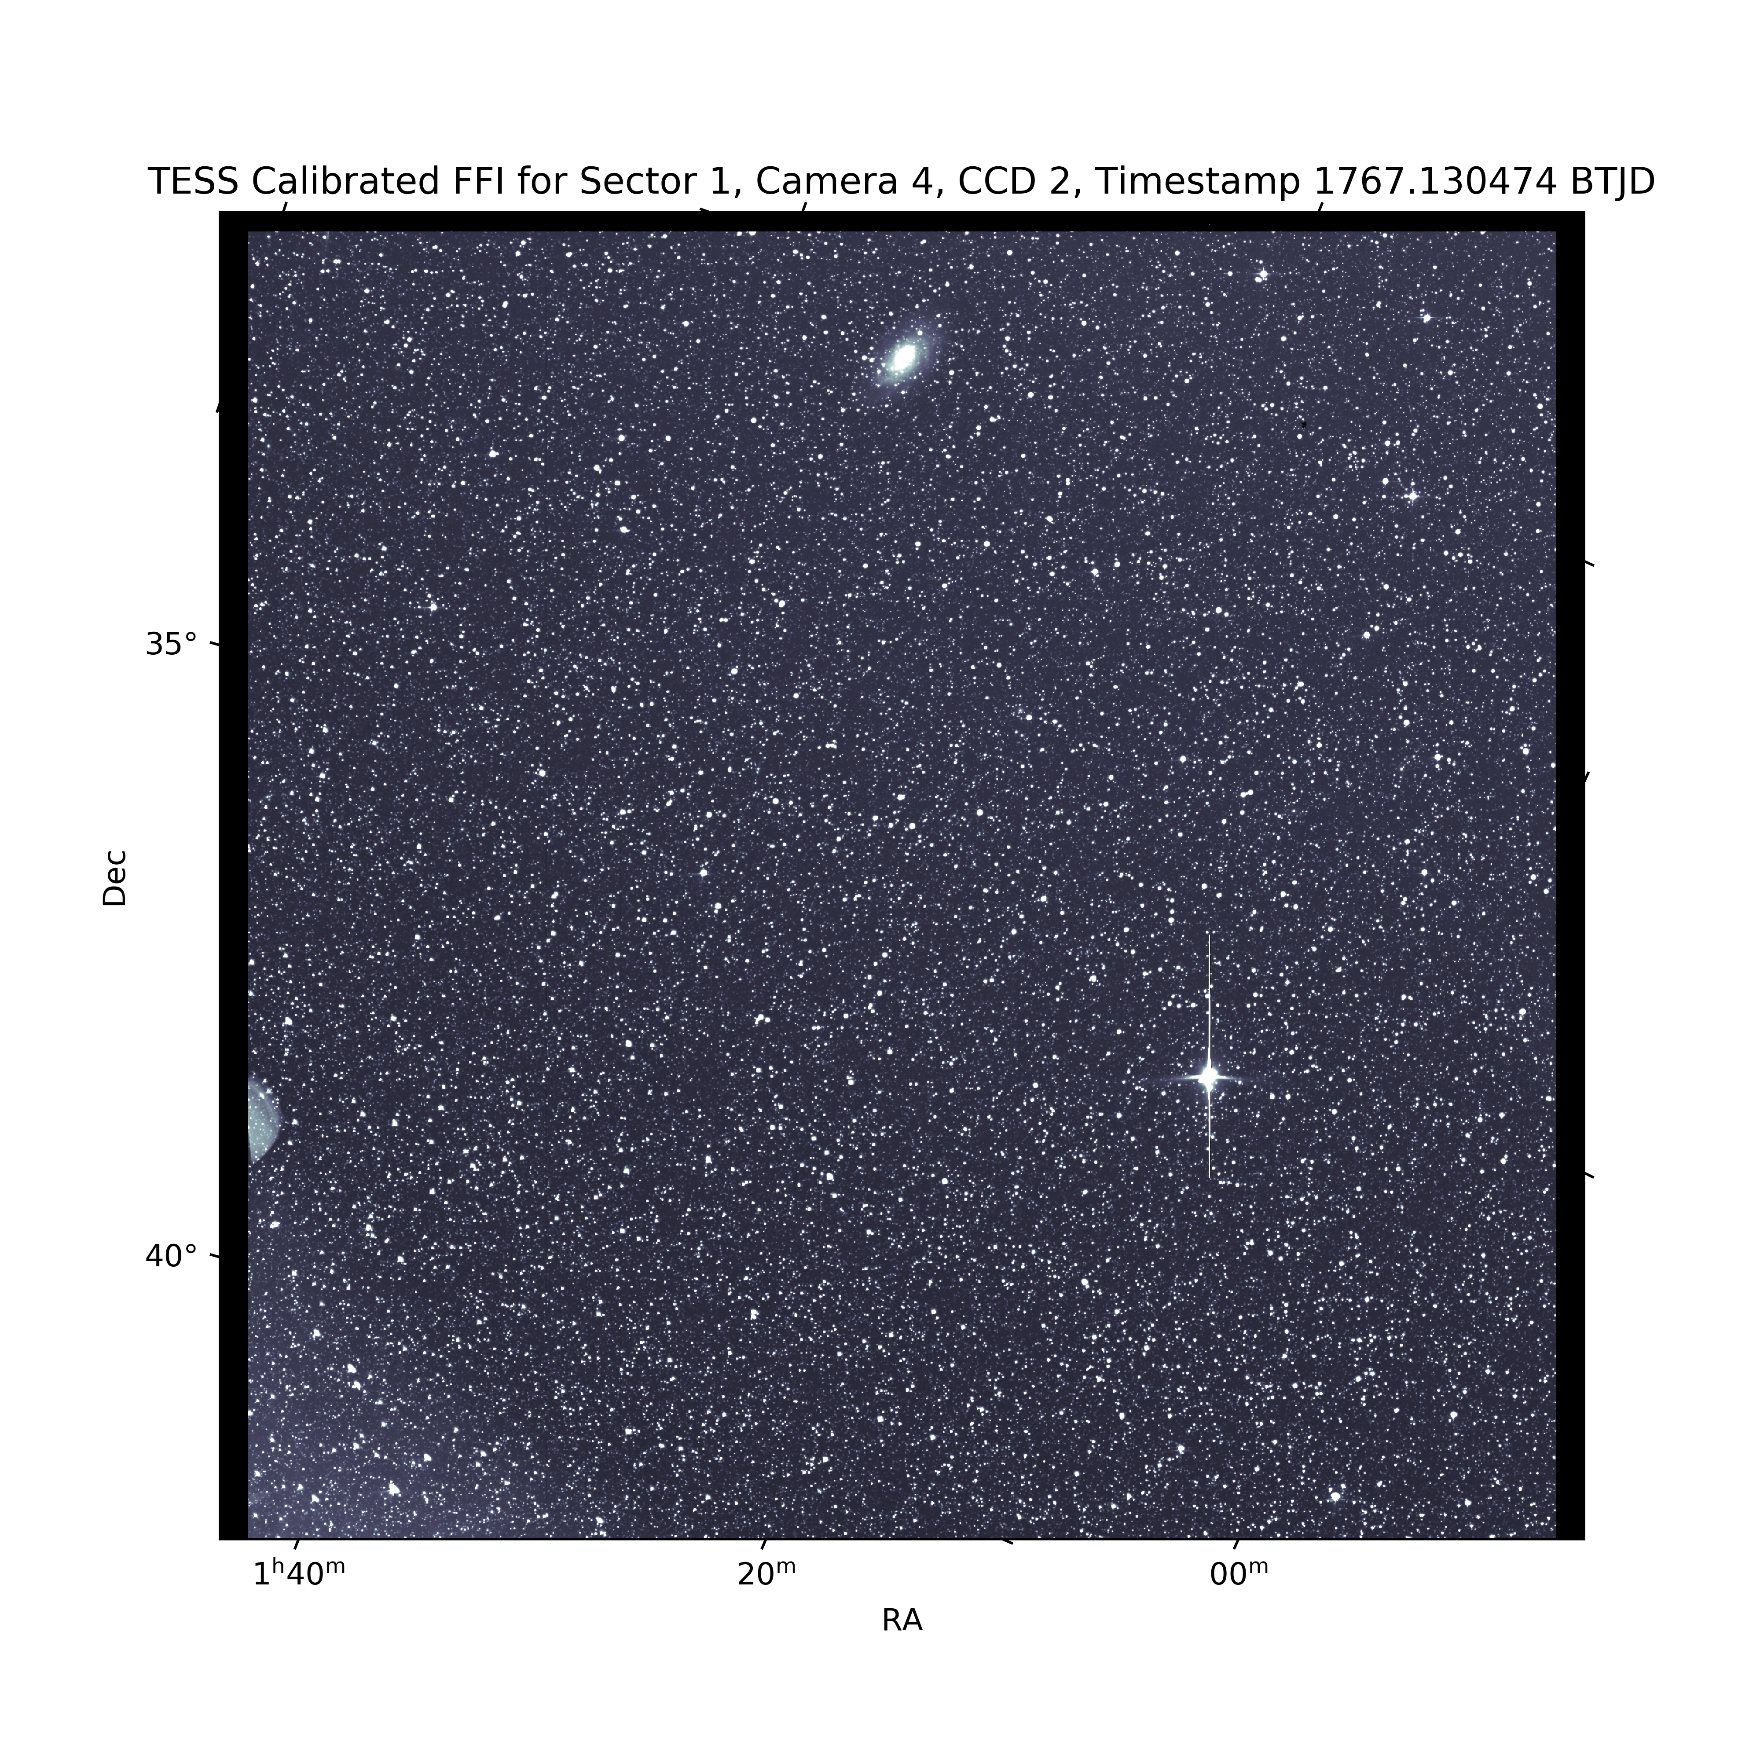 TESS Calibrated FFI for Sector 1, Camera 4, CCD 2, Timestamp 1767.130474 BTJD
35°
Dec
40°
1ʰ40ᵐ 20ᵐ 00ᵐ
RA